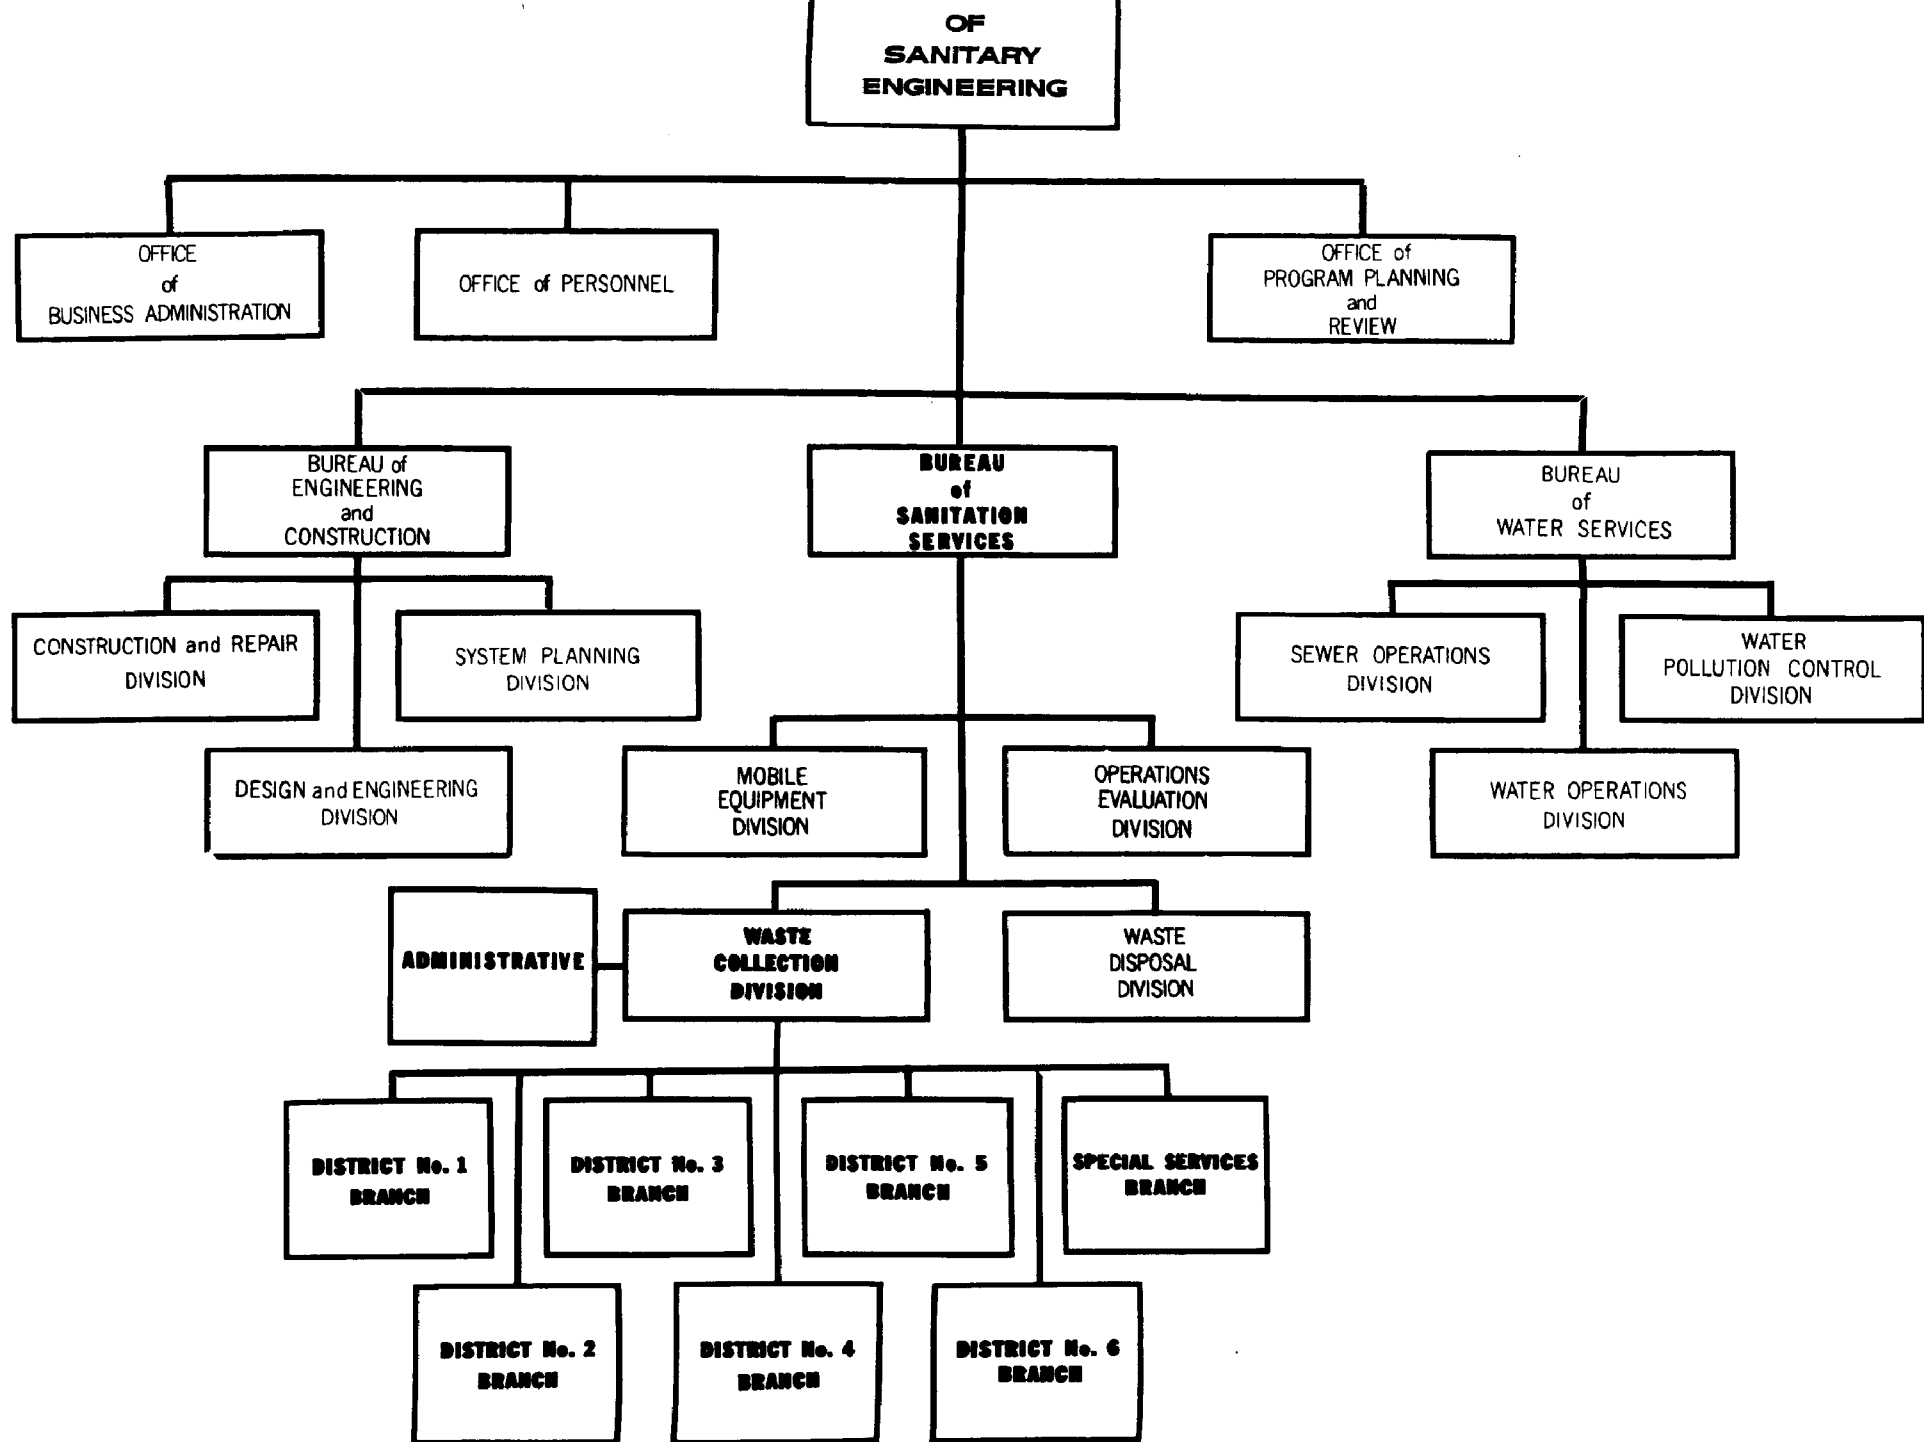 OF
SANITARY
ENGINEERING
OFFICE
of
BUSINESS ADMINISTRATION
OFFICE of PERSONNEL
OFFICE of
PROGRAM PLANNING
and
REVIEW
BUREAU of
ENGINEERING
and
CONSTRUCTION
BUREAU
of
SANITATION
SERVICES
BUREAU
of
WATER SERVICES
CONSTRUCTION and REPAIR
DIVISION
SYSTEM PLANNING
DIVISION
SEWER OPERATIONS
DIVISION
WATER
POLLUTION CONTROL
DIVISION
DESIGN and ENGINEERING
DIVISION
MOBILE
EQUIPMENT
DIVISION
OPERATIONS
EVALUATION
DIVISION
WATER OPERATIONS
DIVISION
ADMINISTRATIVE
WASTE
COLLECTION
DIVISION
WASTE
DISPOSAL
DIVISION
DISTRICT No. 1
BRANCH
DISTRICT No. 3
BRANCH
DISTRICT No. 5
BRANCH
SPECIAL SERVICES
BRANCH
DISTRICT No. 2
BRANCH
DISTRICT No. 4
BRANCH
DISTRICT No. 6
BRANCH